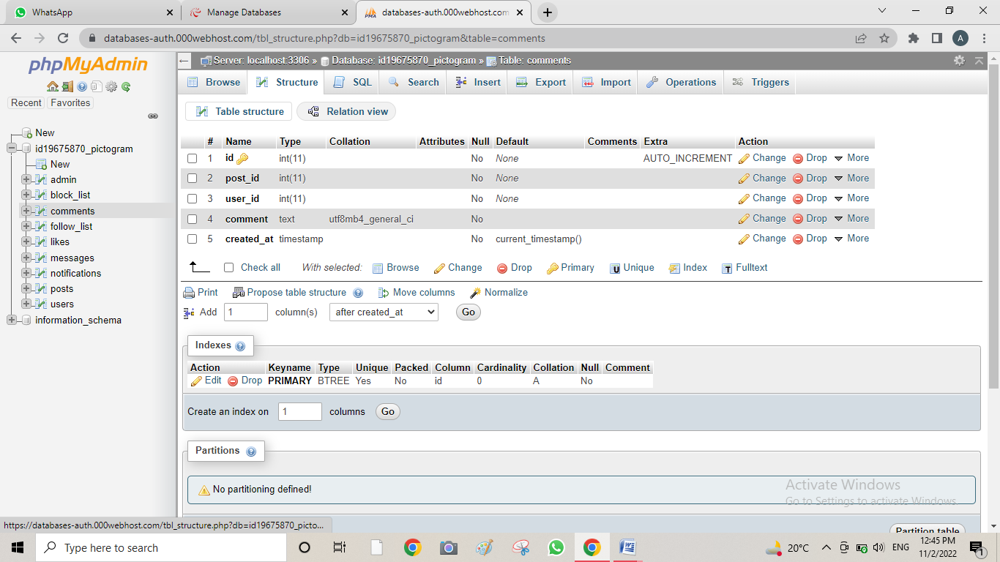 WhatsApp
Manage Databases
databases-auth.000webhost.com
databases-auth.000webhost.com/tbl_structure.php?db=id19675870_pictogram&table=comments
A
phpMyAdmin
Recent Favorites
New
id19675870_pictogram
New
admin
block_list
comments
follow_list
likes
messages
notifications
posts
users
information_schema
Server: localhost:3306 » Database: id19675870_pictogram » Table: comments
Browse Structure SQL Search Insert Export Import Operations Triggers
Table structure Relation view
# Name Type Collation Attributes Null Default Comments Extra Action
1 id int(11) No None AUTO_INCREMENT Change Drop More
2 post_id int(11) No None Change Drop More
3 user_id int(11) No None Change Drop More
4 comment text utf8mb4_general_ci No Change Drop More
5 created_at timestamp No current_timestamp() Change Drop More
Check all With selected: Browse Change Drop Primary Unique Index Fulltext
Print Propose table structure Move columns Normalize
Add 1 column(s) after created_at Go
Indexes
Action Keyname Type Unique Packed Column Cardinality Collation Null Comment
Edit Drop PRIMARY BTREE Yes No id 0 A No
Create an index on 1 columns Go
Partitions
No partitioning defined!
Activate Windows
Go to Settings to activate Windows.
Partition table
https://databases-auth.000webhost.com/tbl_structure.php?db=id19675870_picto...
Type here to search
20°C
ENG
12:45 PM
11/2/2022
1